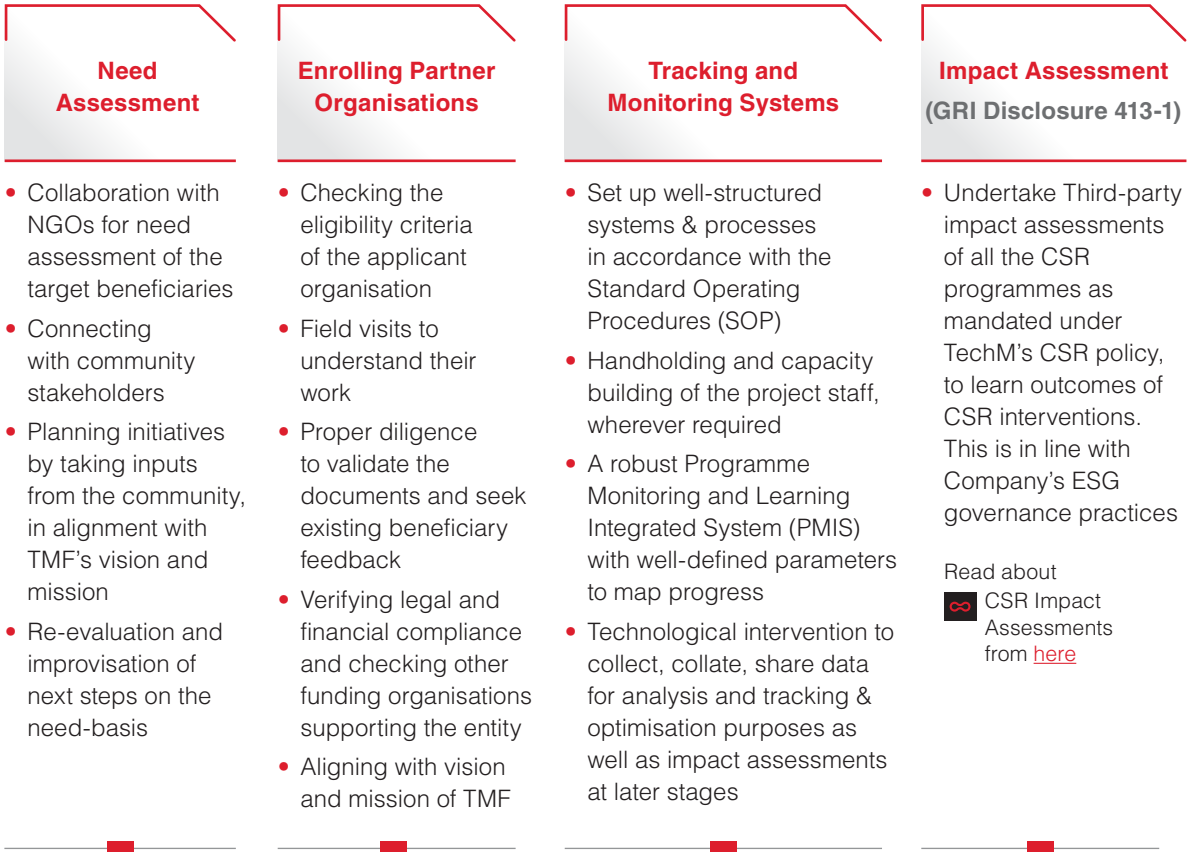 Need
Assessment
• Collaboration with
NGOs for need
assessment of the
target beneficiaries
• Connecting
with community
stakeholders
• Planning initiatives
by taking inputs
from the community,
in alignment with
TMF's vision and
mission
• Re-evaluation and
improvisation of
next steps on the
need-basis
Enrolling Partner
Organisations
• Checking the
eligibility criteria
of the applicant
organisation
• Field visits to
understand their
work
• Proper diligence
to validate the
documents and seek
existing beneficiary
feedback
• Verifying legal and
financial compliance
and checking other
funding organisations
supporting the entity
• Aligning with vision
and mission of TMF
Tracking and
Monitoring Systems
• Set up well-structured
systems & processes
in accordance with the
Standard Operating
Procedures (SOP)
• Handholding and capacity
building of the project staff,
wherever required
• A robust Programme
Monitoring and Learning
Integrated System (PMIS)
with well-defined parameters
to map progress
• Technological intervention to
collect, collate, share data
for analysis and tracking &
optimisation purposes as
well as impact assessments
at later stages
Impact Assessment
(GRI Disclosure 413-1)
• Undertake Third-party
impact assessments
of all the CSR
programmes as
mandated under
TechM's CSR policy,
to learn outcomes of
CSR interventions.
This is in line with
Company's ESG
governance practices
Read about
CSR Impact
Assessments
from here